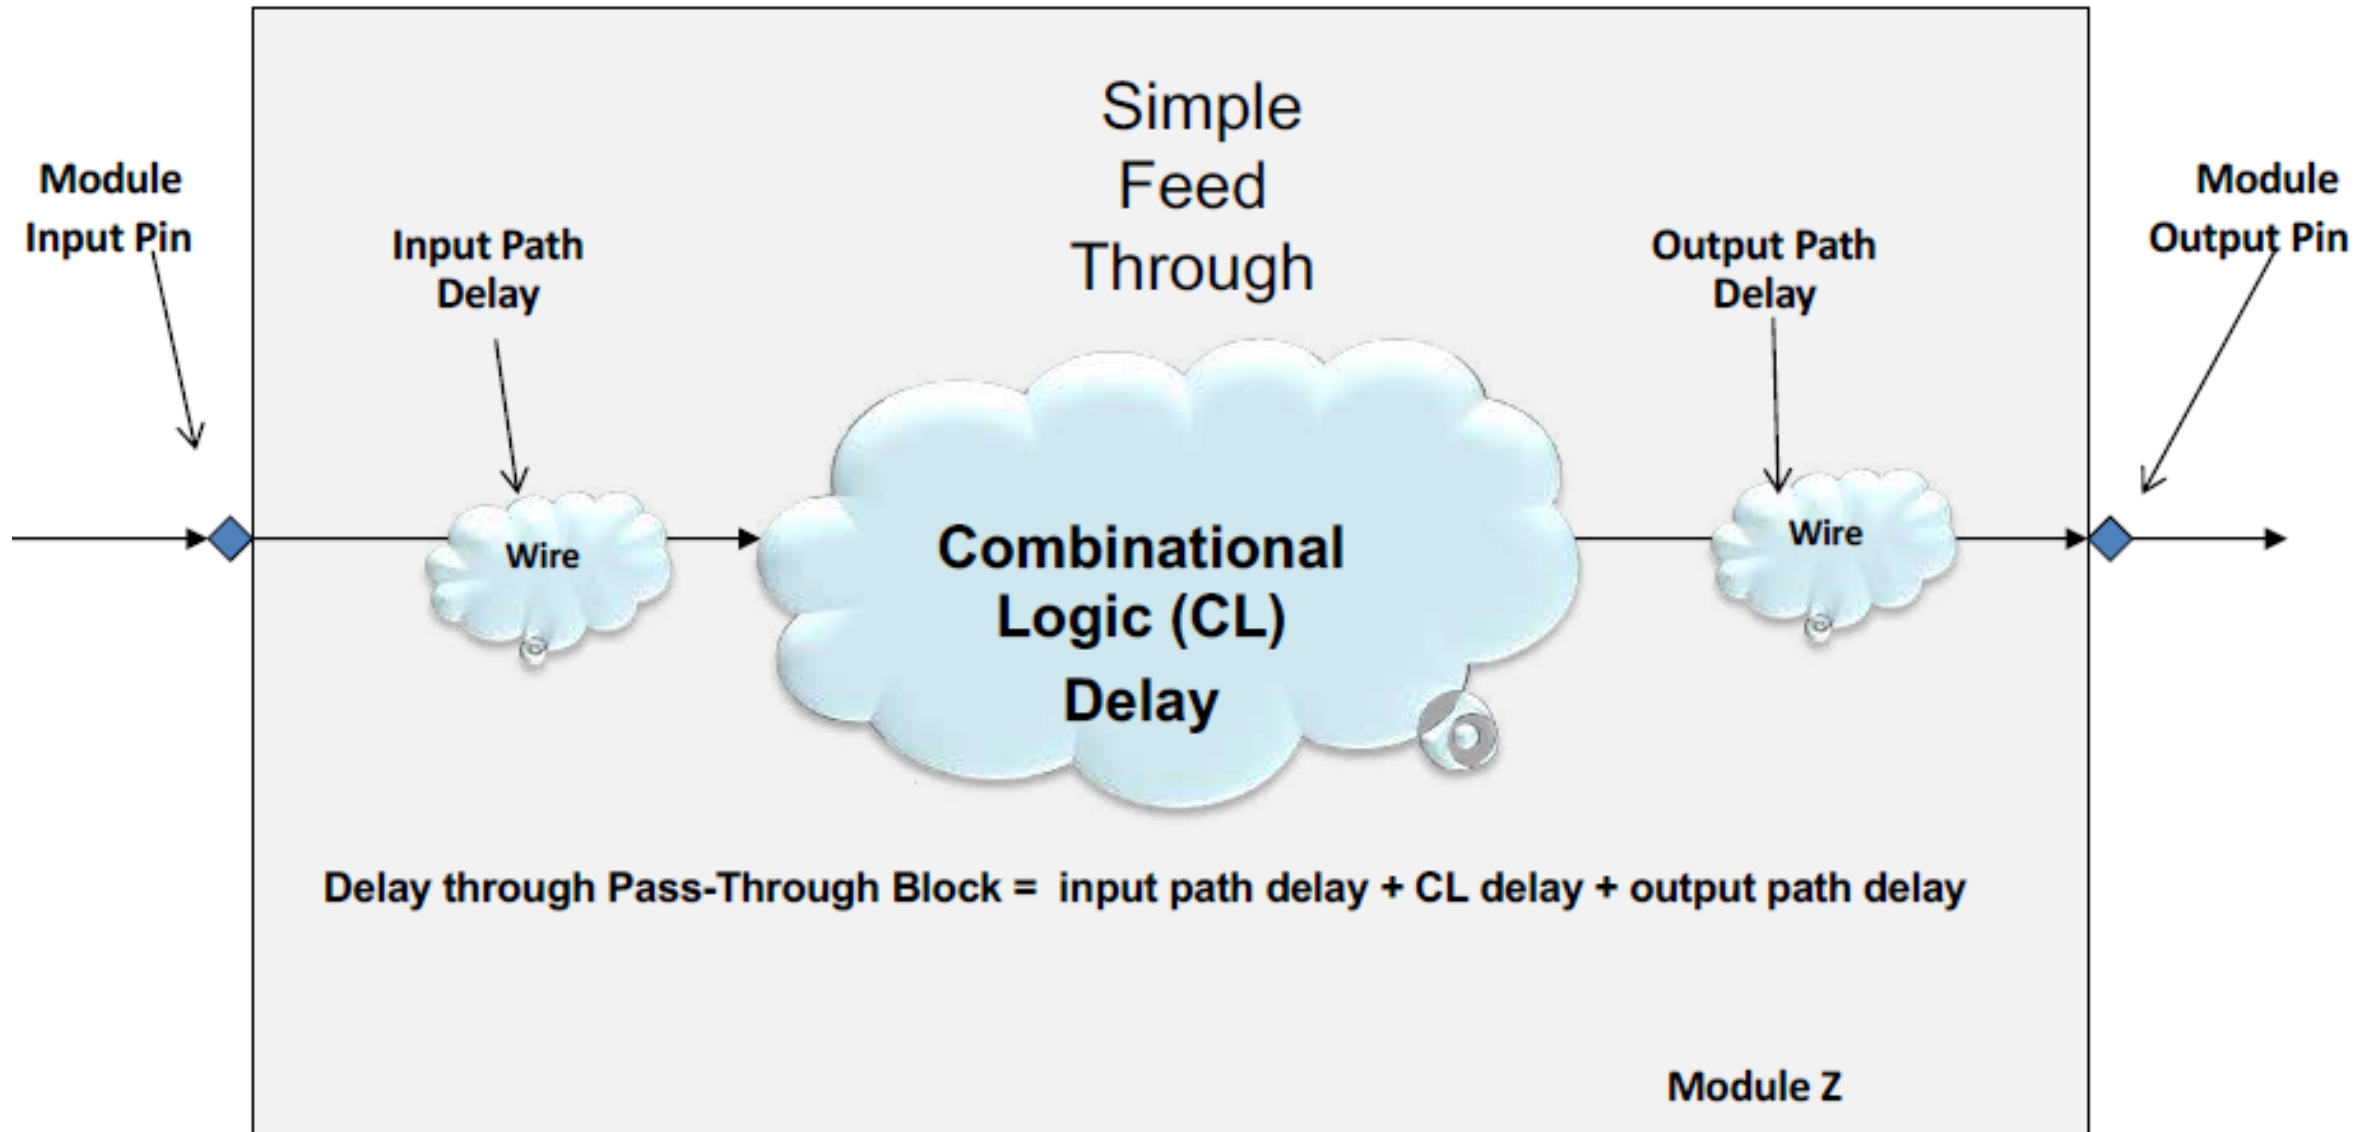 Simple
Feed
Through
Module
Input Pin
Input Path
Delay
Output Path
Delay
Module
Output Pin
Wire
Combinational
Logic (CL)
Delay
Wire
Delay through Pass-Through Block = input path delay + CL delay + output path delay
Module Z